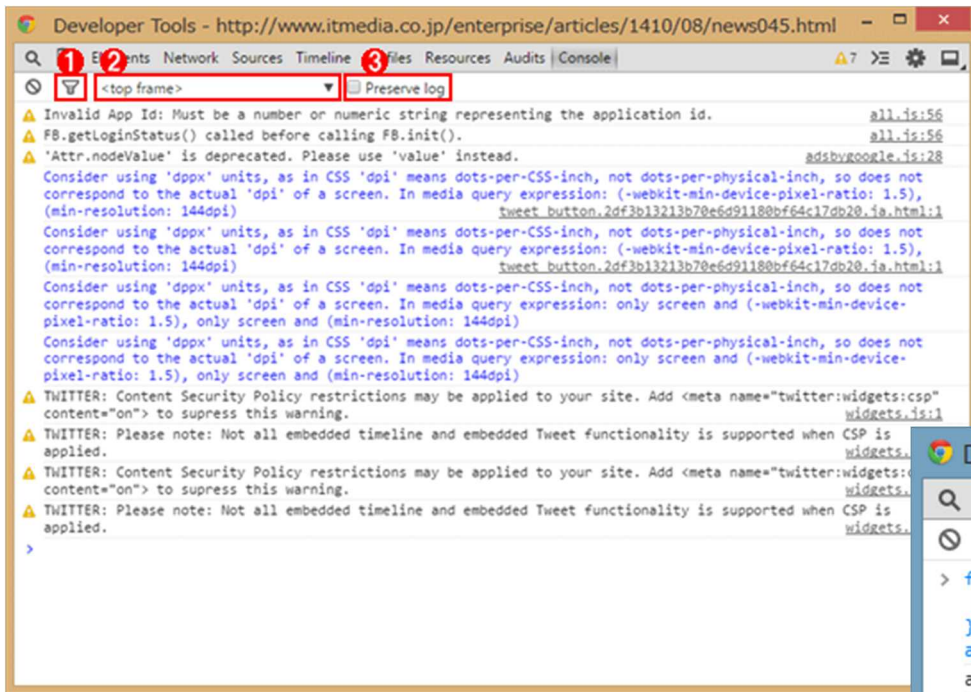 Developer Tools - http://www.itmedia.co.jp/enterprise/articles/1410/08/news045.html
1 2 3
Network Sources Timeline Resources Audits Console 7
<top frame> Preserve log
Invalid App Id: Must be a number or numeric string representing the application id. all.js:56
FB.getLoginStatus() called before calling FB.init(). all.js:56
'Attr.nodeValue' is deprecated. Please use 'value' instead. adsbygoogle.js:28
Consider using 'dppx' units, as in CSS 'dpi' means dots-per-CSS-inch, not dots-per-physical-inch, so does not
correspond to the actual 'dpi' of a screen. In media query expression: (-webkit-min-device-pixel-ratio: 1.5),
(min-resolution: 144dpi) tweet_button.2df3b13213b70e6d91180bf64c17db20.ja.html:1
Consider using 'dppx' units, as in CSS 'dpi' means dots-per-CSS-inch, not dots-per-physical-inch, so does not
correspond to the actual 'dpi' of a screen. In media query expression: (-webkit-min-device-pixel-ratio: 1.5),
(min-resolution: 144dpi) tweet_button.2df3b13213b70e6d91180bf64c17db20.ja.html:1
Consider using 'dppx' units, as in CSS 'dpi' means dots-per-CSS-inch, not dots-per-physical-inch, so does not
correspond to the actual 'dpi' of a screen. In media query expression: only screen and (-webkit-min-device-
pixel-ratio: 1.5), only screen and (min-resolution: 144dpi)
Consider using 'dppx' units, as in CSS 'dpi' means dots-per-CSS-inch, not dots-per-physical-inch, so does not
correspond to the actual 'dpi' of a screen. In media query expression: only screen and (-webkit-min-device-
pixel-ratio: 1.5), only screen and (min-resolution: 144dpi)
TWITTER: Content Security Policy restrictions may be applied to your site. Add <meta name="twitter:widgets:csp"
content="on"> to supress this warning. widgets.js:1
TWITTER: Please note: Not all embedded timeline and embedded Tweet functionality is supported when CSP is
applied. widgets.
TWITTER: Content Security Policy restrictions may be applied to your site. Add <meta name="twitter:widgets:
content="on"> to supress this warning. widgets.
TWITTER: Please note: Not all embedded timeline and embedded Tweet functionality is supported when CSP is
applied. widgets.